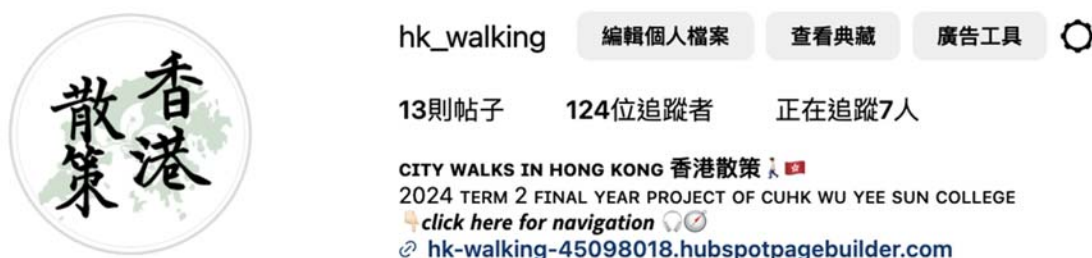 香港
散策
hk_walking 編輯個人檔案 查看典藏 廣告工具
13則帖子 124位追蹤者 正在追蹤7人
CITY WALKS IN HONG KONG 香港散策🚶🏻🇭🇰
2024 TERM 2 FINAL YEAR PROJECT OF CUHK WU YEE SUN COLLEGE
👇🏻click here for navigation 🎧🧭
hk-walking-45098018.hubspotpagebuilder.com